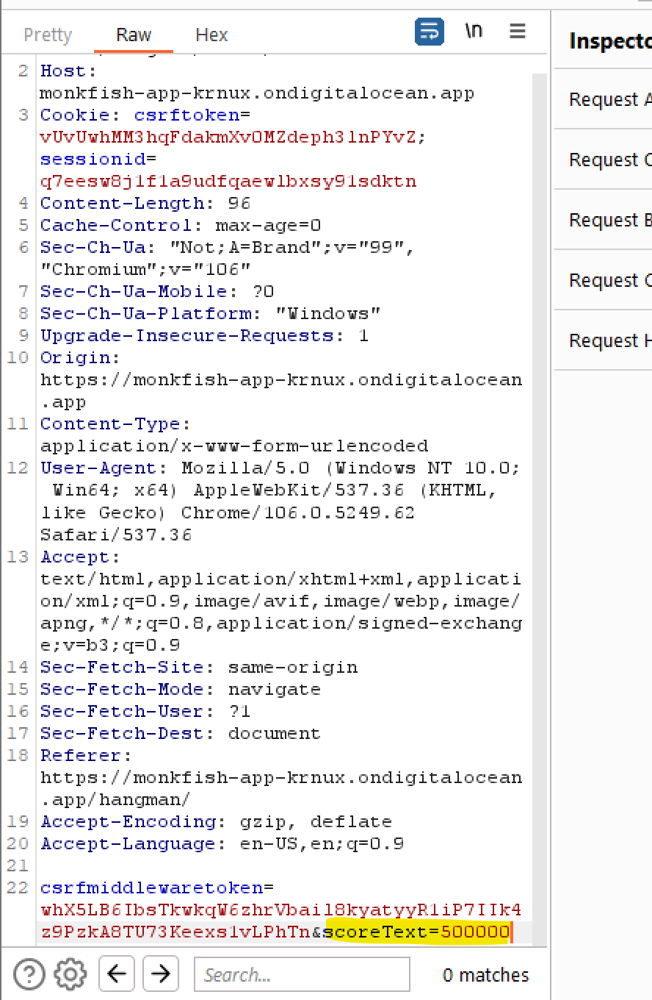 Pretty Raw Hex \n
Inspecto
2 Host:
monkfish-app-krnux.ondigitalocean.app
3 Cookie: csrftoken=
vUvUwhMM3hqFdakmXvOMZdeph3lnPYvZ;
sessionid=
q7eesw8j1f1a9udfqaewlbxsy91sdktn
4 Content-Length: 96
5 Cache-Control: max-age=0
6 Sec-Ch-Ua: "Not;A=Brand";v="99",
"Chromium";v="106"
7 Sec-Ch-Ua-Mobile: ?0
8 Sec-Ch-Ua-Platform: "Windows"
9 Upgrade-Insecure-Requests: 1
10 Origin:
https://monkfish-app-krnux.ondigitalocean
.app
11 Content-Type:
application/x-www-form-urlencoded
12 User-Agent: Mozilla/5.0 (Windows NT 10.0;
Win64; x64) AppleWebKit/537.36 (KHTML,
like Gecko) Chrome/106.0.5249.62
Safari/537.36
13 Accept:
text/html,application/xhtml+xml,applicati
on/xml;q=0.9,image/avif,image/webp,image/
apng,*/*;q=0.8,application/signed-exchang
e;v=b3;q=0.9
14 Sec-Fetch-Site: same-origin
15 Sec-Fetch-Mode: navigate
16 Sec-Fetch-User: ?1
17 Sec-Fetch-Dest: document
18 Referer:
https://monkfish-app-krnux.ondigitalocean
.app/hangman/
19 Accept-Encoding: gzip, deflate
20 Accept-Language: en-US,en;q=0.9
21
22 csrfmiddlewaretoken=
whX5LB6IbsTkwkqW6zhrVbail8kyatyyR1iP7IIk4
z9PzkA8TU73Keexs1vLPhTn&scoreText=500000
Search... 0 matches
Request A
Request C
Request B
Request C
Request H